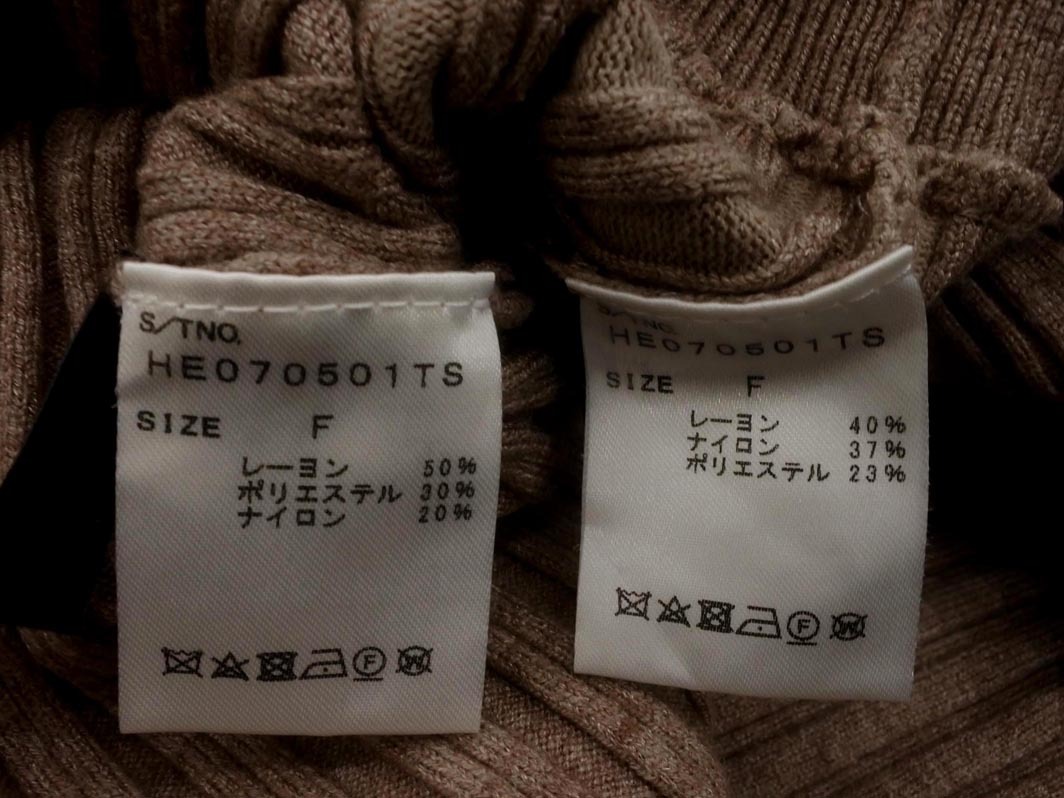 S/TNO.
HE070501TS
SIZE F
レーヨン 50%
ポリエステル 30%
ナイロン 20%
F
W
S/TNO.
HE070501TS
SIZE F
レーヨン 40%
ナイロン 37%
ポリエステル 23%
F
W